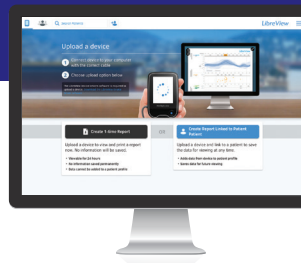 Search Patients
LibreView
Upload a device
1 Connect device to your computer
with the correct cable
2 Choose upload option below
Create 1-time Report
OR
Create Report Linked to Patient
Patient
Upload a device to view and print a report
now. No information will be saved.
• Viewable for 24 hours
• No information saved permanently
• Data cannot be added to a patient profile
Upload a device and link to a patient to save
the data for viewing at any time.
• Adds data from device to patient profile
• Saves data for future viewing